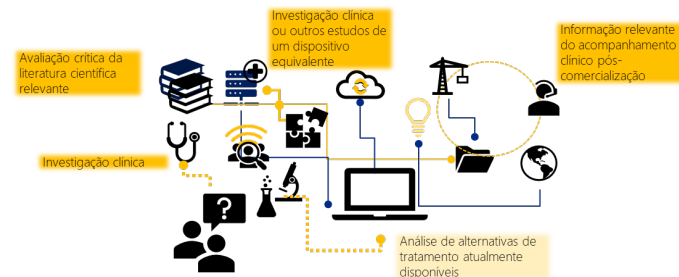 Investigação clínica
ou outros estudos de
um dispositivo
equivalente
Informação relevante
do acompanhamento
clínico pós-
comercialização
Avaliação crítica da
literatura científica
relevante
Investigação clínica
?
Análise de alternativas de
tratamento atualmente
disponíveis